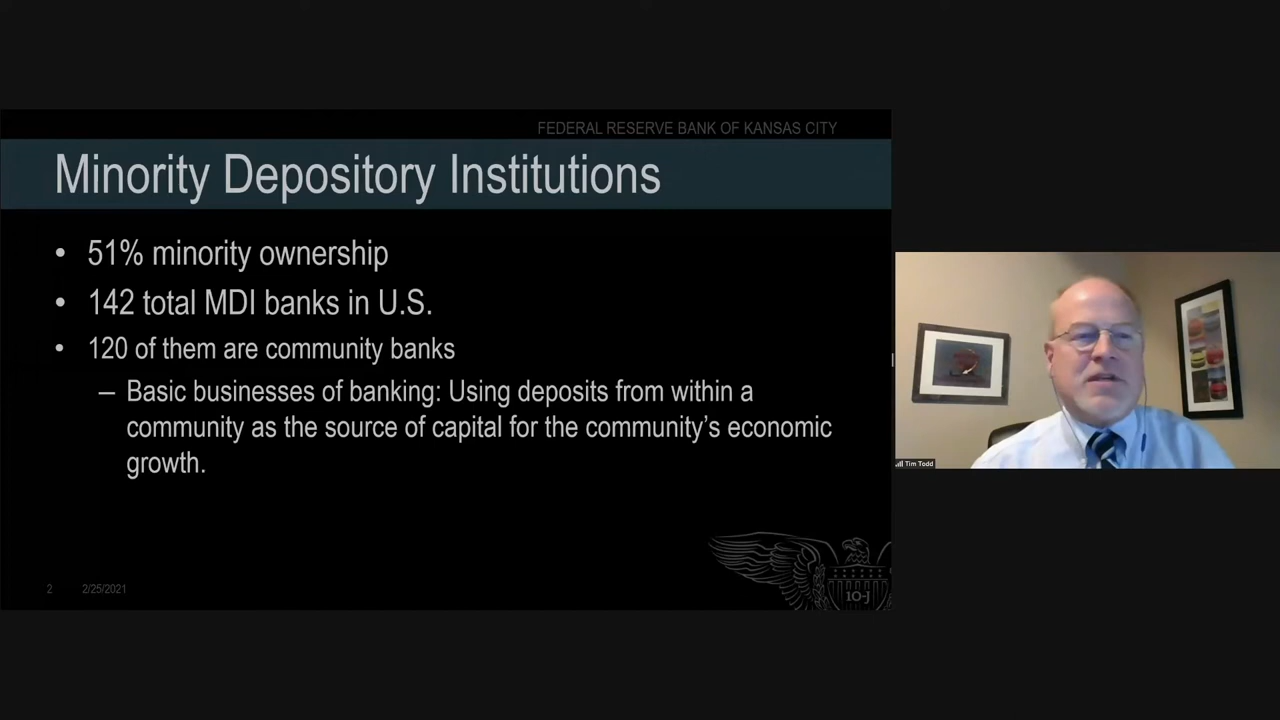 FEDERAL RESERVE BANK OF KANSAS CITY
Minority Depository Institutions
• 51% minority ownership
• 142 total MDI banks in U.S.
• 120 of them are community banks
– Basic businesses of banking: Using deposits from within a
community as the source of capital for the community’s economic
growth.
10-J
2 2/25/2021
Tim Todd